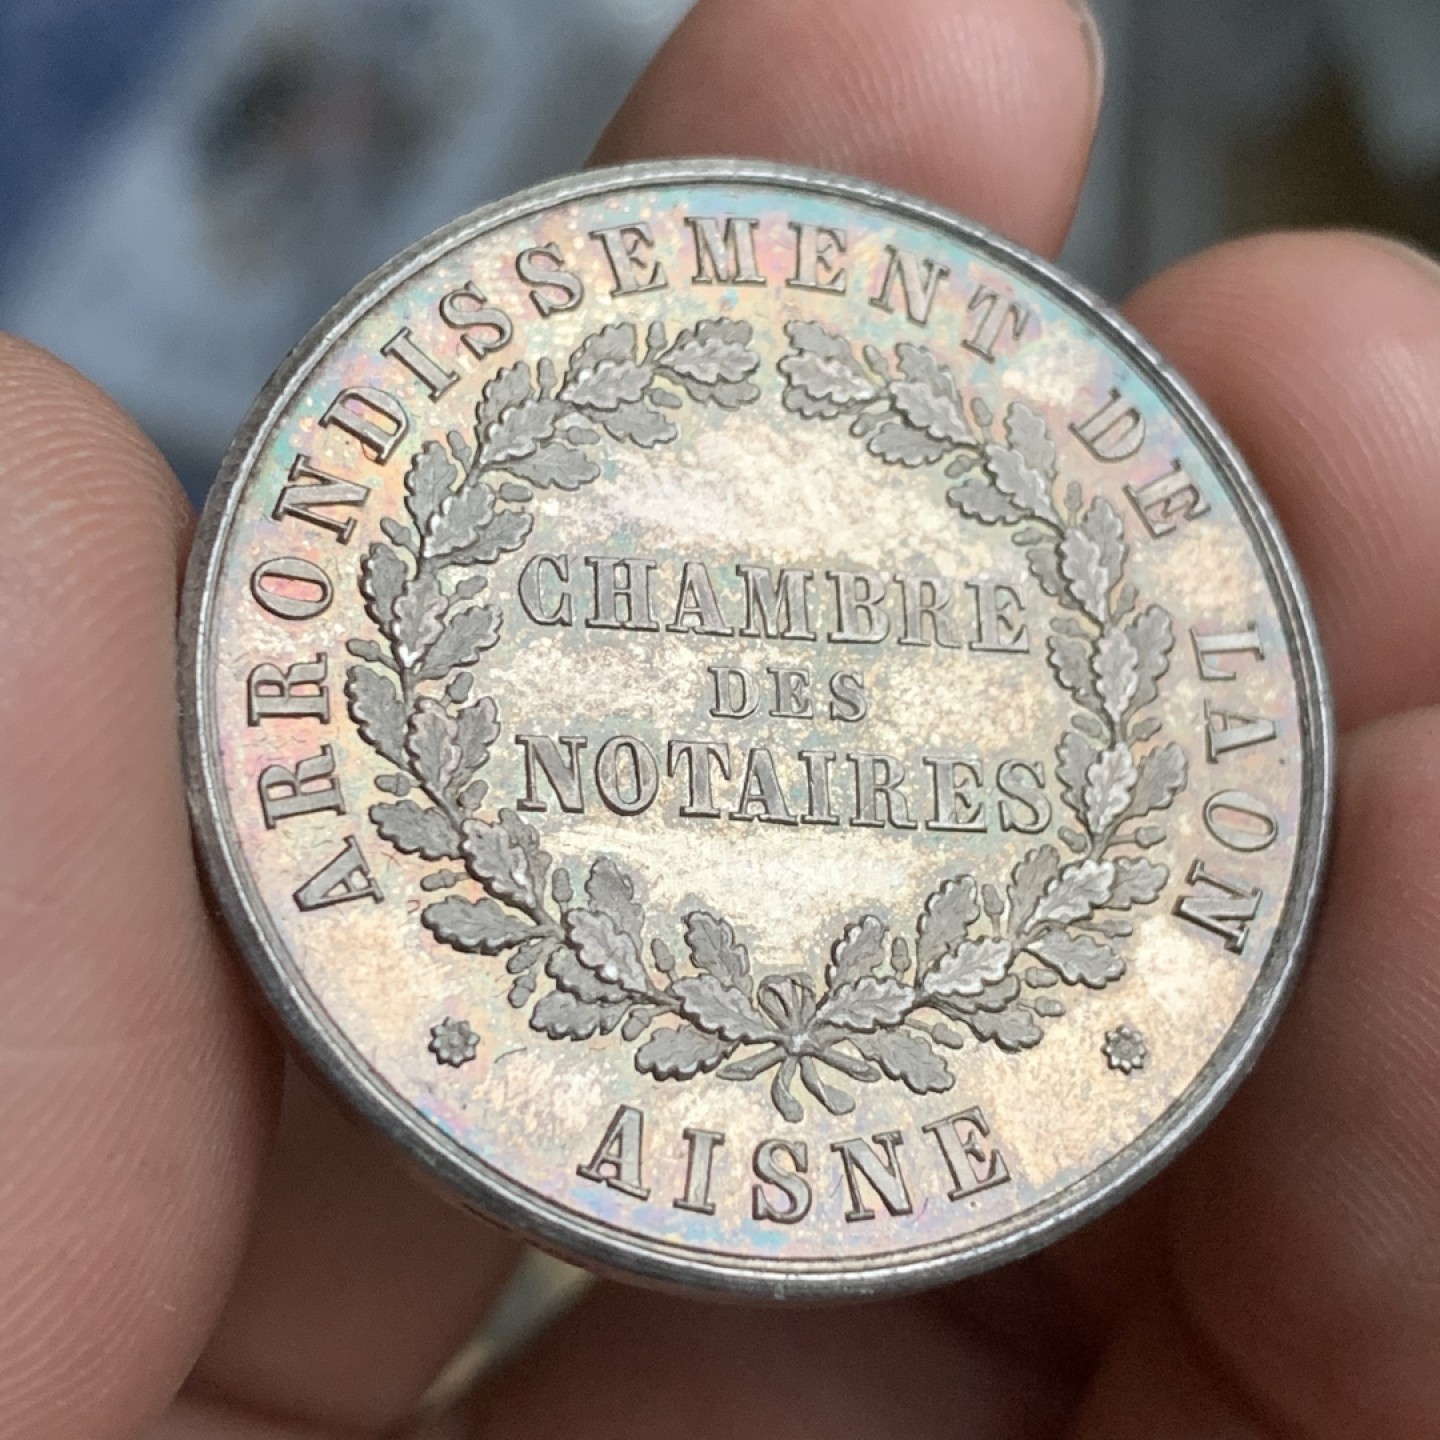 ARRONDISSEMENT DE LAON
CHAMBRE
DES
NOTAIRES
AISNE